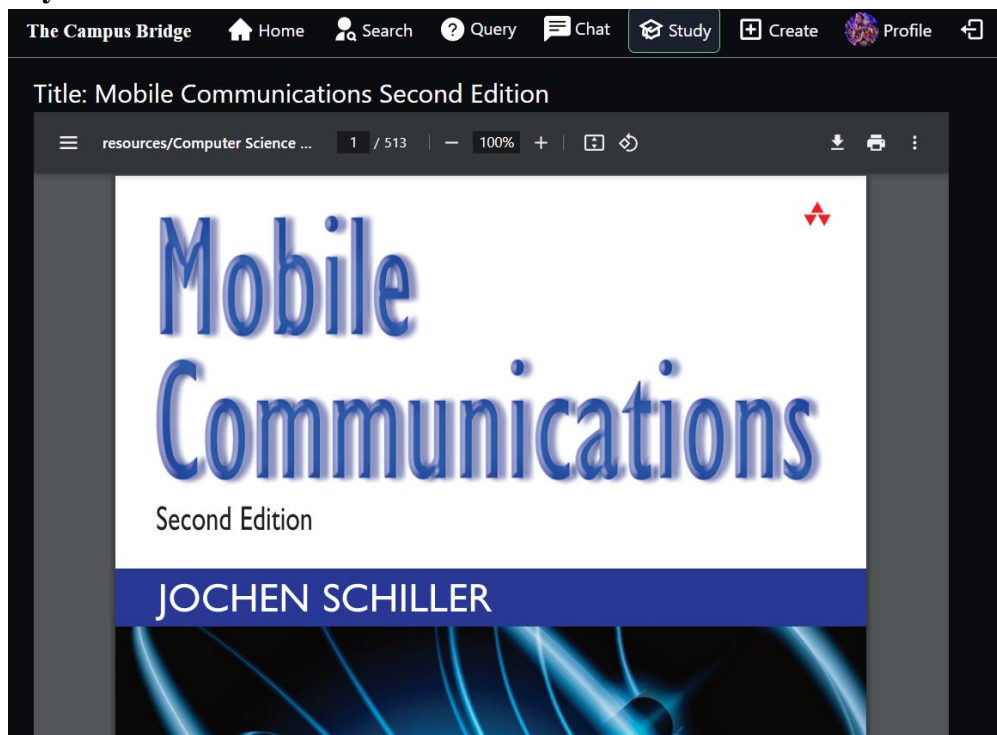 The Campus Bridge Home Search Query Chat Study Create Profile
Title: Mobile Communications Second Edition
resources/Computer Science ... 1 / 513 100%
Mobile
Communications
Second Edition
JOCHEN SCHILLER